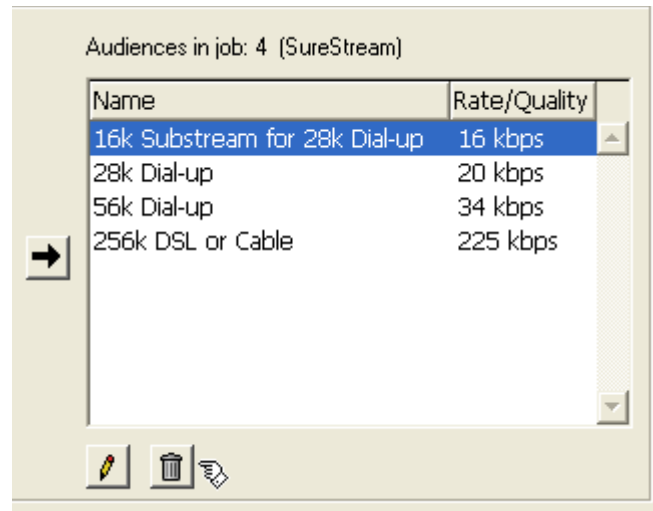 Audiences in job: 4 (SureStream)
Name Rate/Quality
16k Substream for 28k Dial-up 16 kbps
28k Dial-up 20 kbps
56k Dial-up 34 kbps
256k DSL or Cable 225 kbps